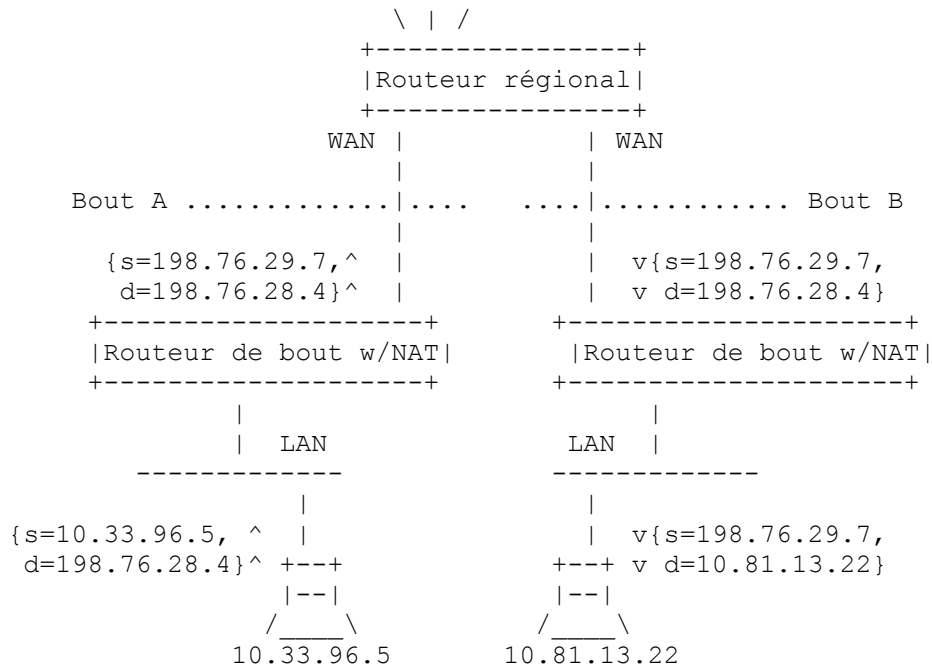 \ | /
+----------------+
|Routeur régional|
+----------------+
WAN | | WAN
| |
Bout A .............|.... ....|............ Bout B
| |
{s=198.76.29.7,^ | | v{s=198.76.29.7,
d=198.76.28.4}^ | | v d=198.76.28.4}
+--------------------+ +---------------------+
|Routeur de bout w/NAT| |Routeur de bout w/NAT|
+--------------------+ +---------------------+
| |
| LAN LAN |
------------- -------------
| |
{s=10.33.96.5, ^ | | v{s=198.76.29.7,
d=198.76.28.4}^ +--+ +--+ v d=10.81.13.22}
|--| |--|
/____\ /____\
10.33.96.5 10.81.13.22